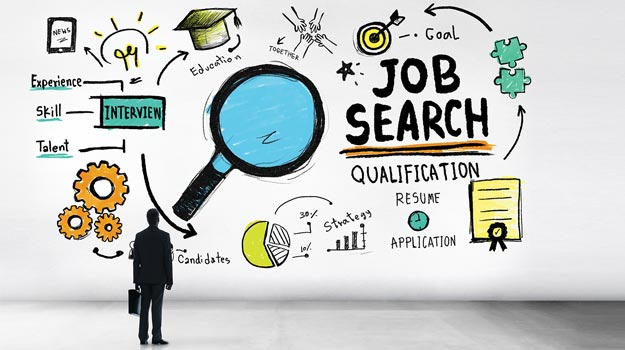 NEWS
Education
TOGETHER
GOAL
Experience
Skill
Talent
INTERVIEW
JOB
SEARCH
QUALIFICATION
RESUME
APPLICATION
30%
10%
Strategy
Candidates